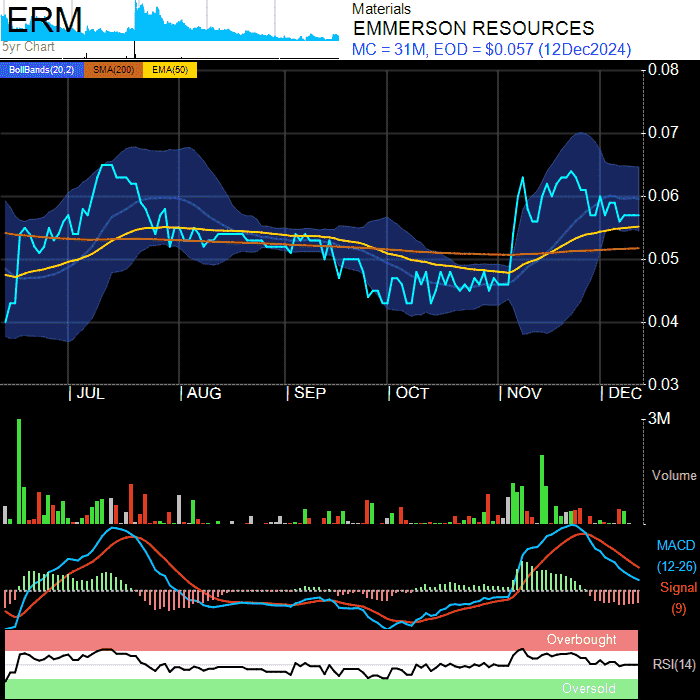 ERM
5yr Chart
Materials
EMMERSON RESOURCES
MC = 31M, EOD = $0.057 (12Dec2024)
BollBands(20,2) SMA(200) EMA(50)
0.08
0.07
0.06
0.05
0.04
0.03
JUL AUG SEP OCT NOV DEC
3M
Volume
MACD
(12-26)
Signal
(9)
Overbought
RSI(14)
Oversold